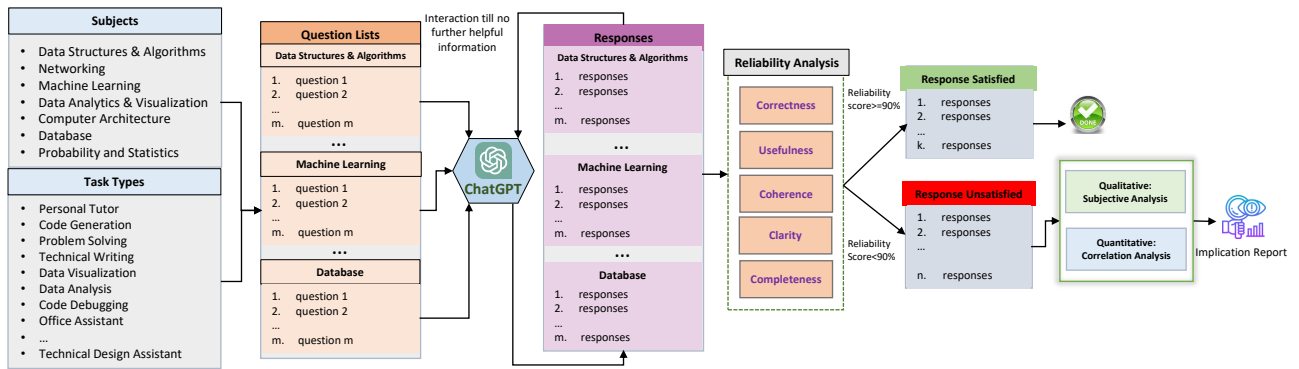 Subjects
• Data Structures & Algorithms
• Networking
• Machine Learning
• Data Analytics & Visualization
• Computer Architecture
• Database
• Probability and Statistics
Task Types
• Personal Tutor
• Code Generation
• Problem Solving
• Technical Writing
• Data Visualization
• Data Analysis
• Code Debugging
• Office Assistant
• ...
• Technical Design Assistant
Question Lists
Data Structures & Algorithms
1. question 1
2. question 2
...
m. question m
...
Machine Learning
1. question 1
2. question 2
...
m. question m
...
Database
1. question 1
2. question 2
...
m. question m
Interaction till no
further helpful
information
ChatGPT
Responses
Data Structures & Algorithms
1. responses
2. responses
...
m. responses
...
Machine Learning
1. responses
2. responses
...
m. responses
...
Database
1. responses
2. responses
...
m. responses
Reliability Analysis
Correctness
Usefulness
Coherence
Clarity
Completeness
Reliability
score>=90%
Reliability
Score<90%
Response Satisfied
1. responses
2. responses
...
k. responses
DONE
Response Unsatisfied
1. responses
2. responses
...
n. responses
Qualitative:
Subjective Analysis
Quantitative:
Correlation Analysis
Implication Report